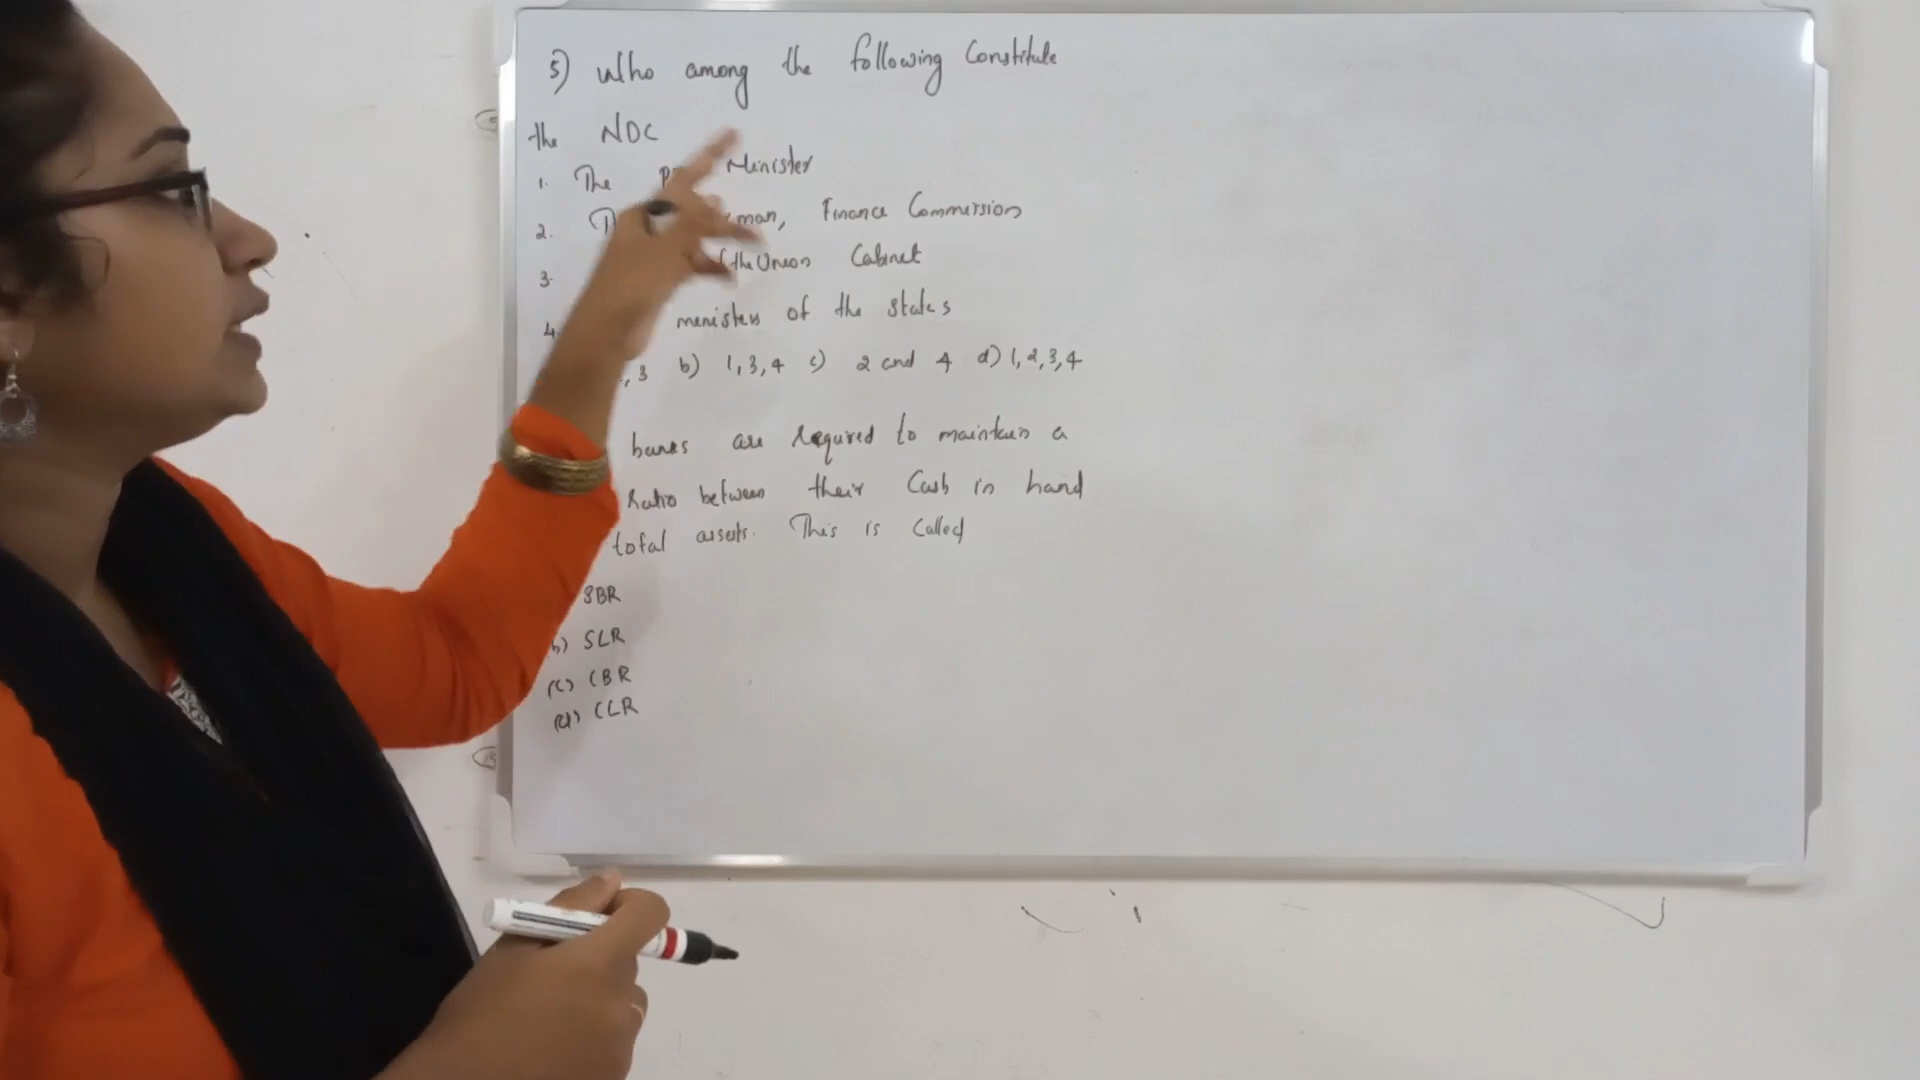 5) Who among the following Constitute
the NDC
1. The Minister
2. man, Finance Commission
3. of the Union Cabinet
4. ministers of the states
, 3 b) 1,3,4 c) 2 and 4 d) 1,2,3,4
banks are required to maintain a
Ratio between their Cash in hand
total assets. This is called
SBR
(b) SLR
(c) CBR
(d) CLR